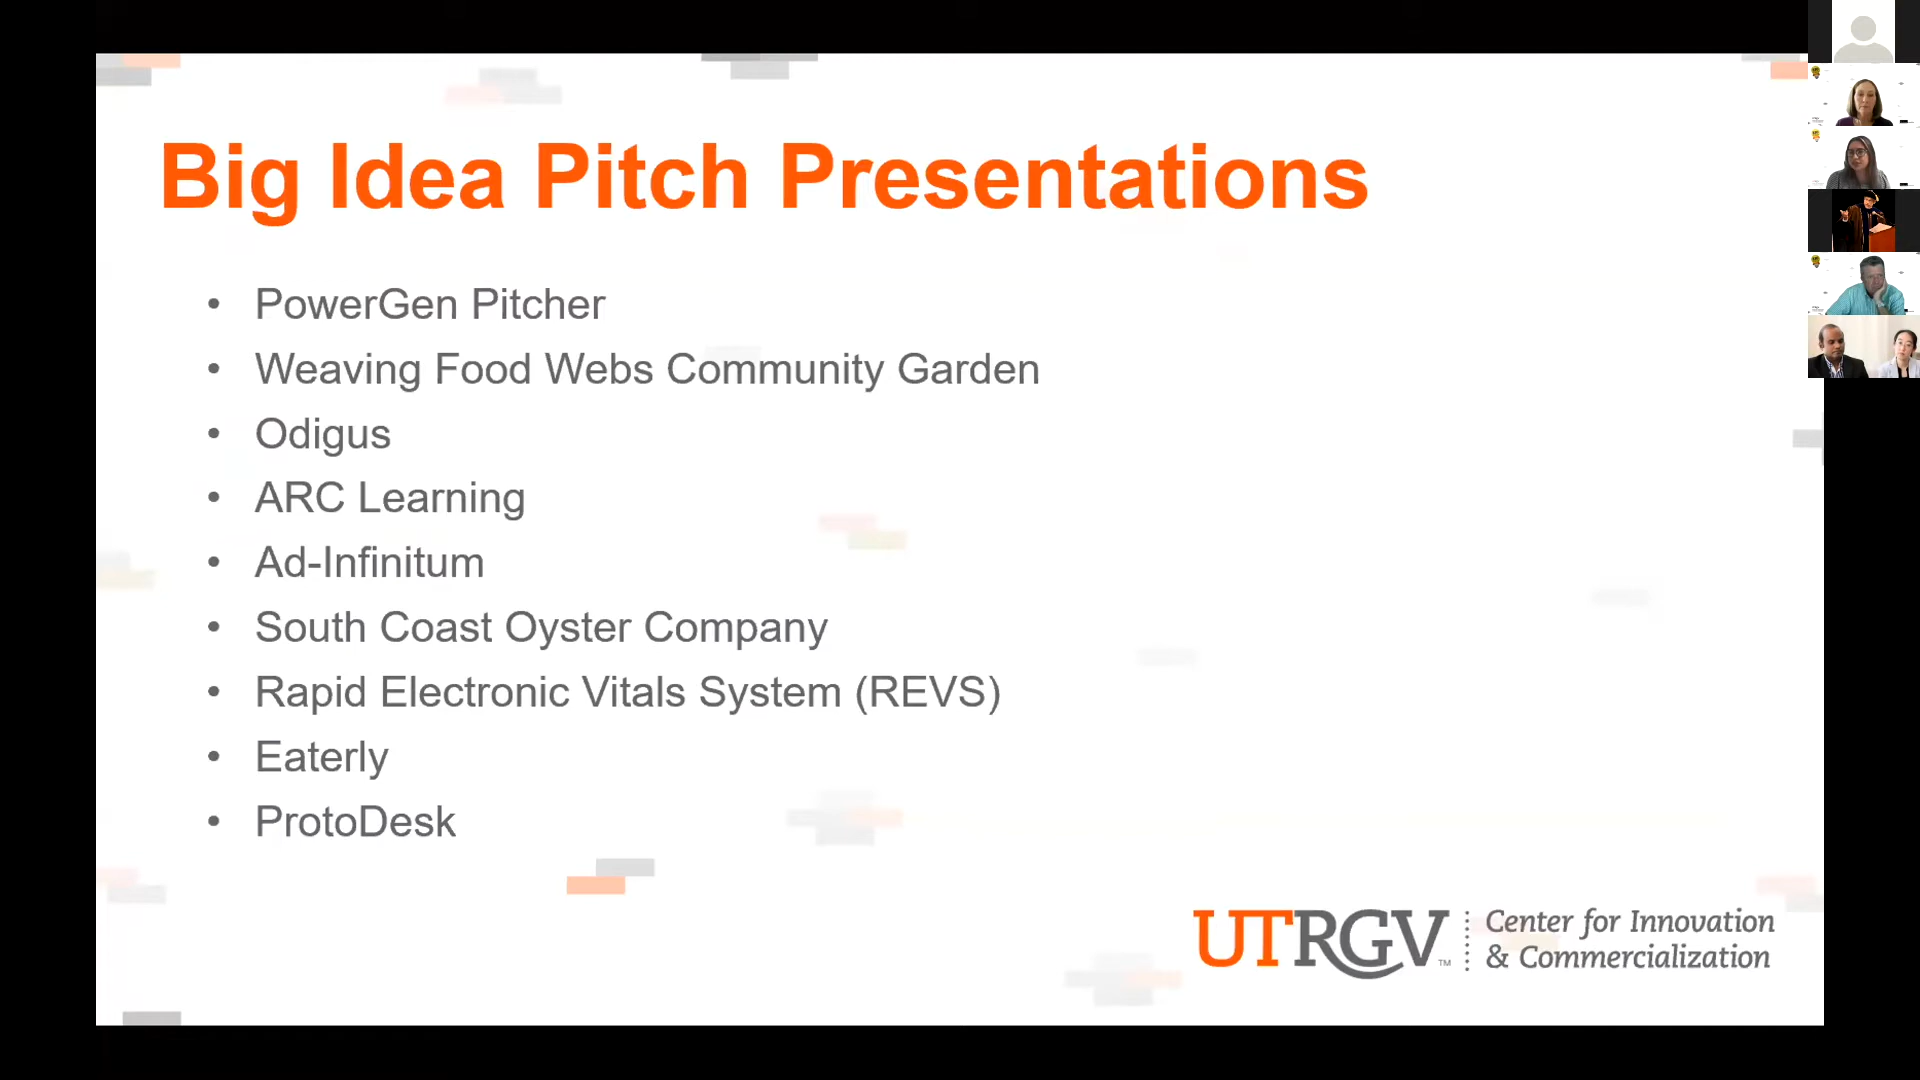 Big Idea Pitch Presentations
• PowerGen Pitcher
• Weaving Food Webs Community Garden
• Odigus
• ARC Learning
• Ad-Infinitum
• South Coast Oyster Company
• Rapid Electronic Vitals System (REVS)
• Eaterly
• ProtoDesk
UTRGV™
Center for Innovation
& Commercialization